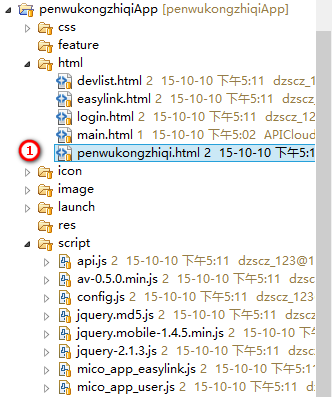 penwukongzhiqiApp [penwukongzhiqiApp]
css
feature
html
devlist.html 2 15-10-10 下午5:11 dzscz_
easylink.html 2 15-10-10 下午5:11 dzsc
login.html 2 15-10-10 下午5:11 dzscz_12
main.html 1 15-10-10 下午5:02 APICloud
1 penwukongzhiqi.html 2 15-10-10 下午5:1
icon
image
launch
res
script
api.js 2 15-10-10 下午5:11 dzscz_123@1
av-0.5.0.min.js 2 15-10-10 下午5:11 d
config.js 2 15-10-10 下午5:11 dzscz_12
jquery.md5.js 2 15-10-10 下午5:11 dzs
jquery.mobile-1.4.5.min.js 2 15-10-10
jquery-2.1.3.js 2 15-10-10 下午5:11 dzs
mico_app_easylink.js 2 15-10-10 下午5
mico_app_user.js 2 15-10-10 下午5:11